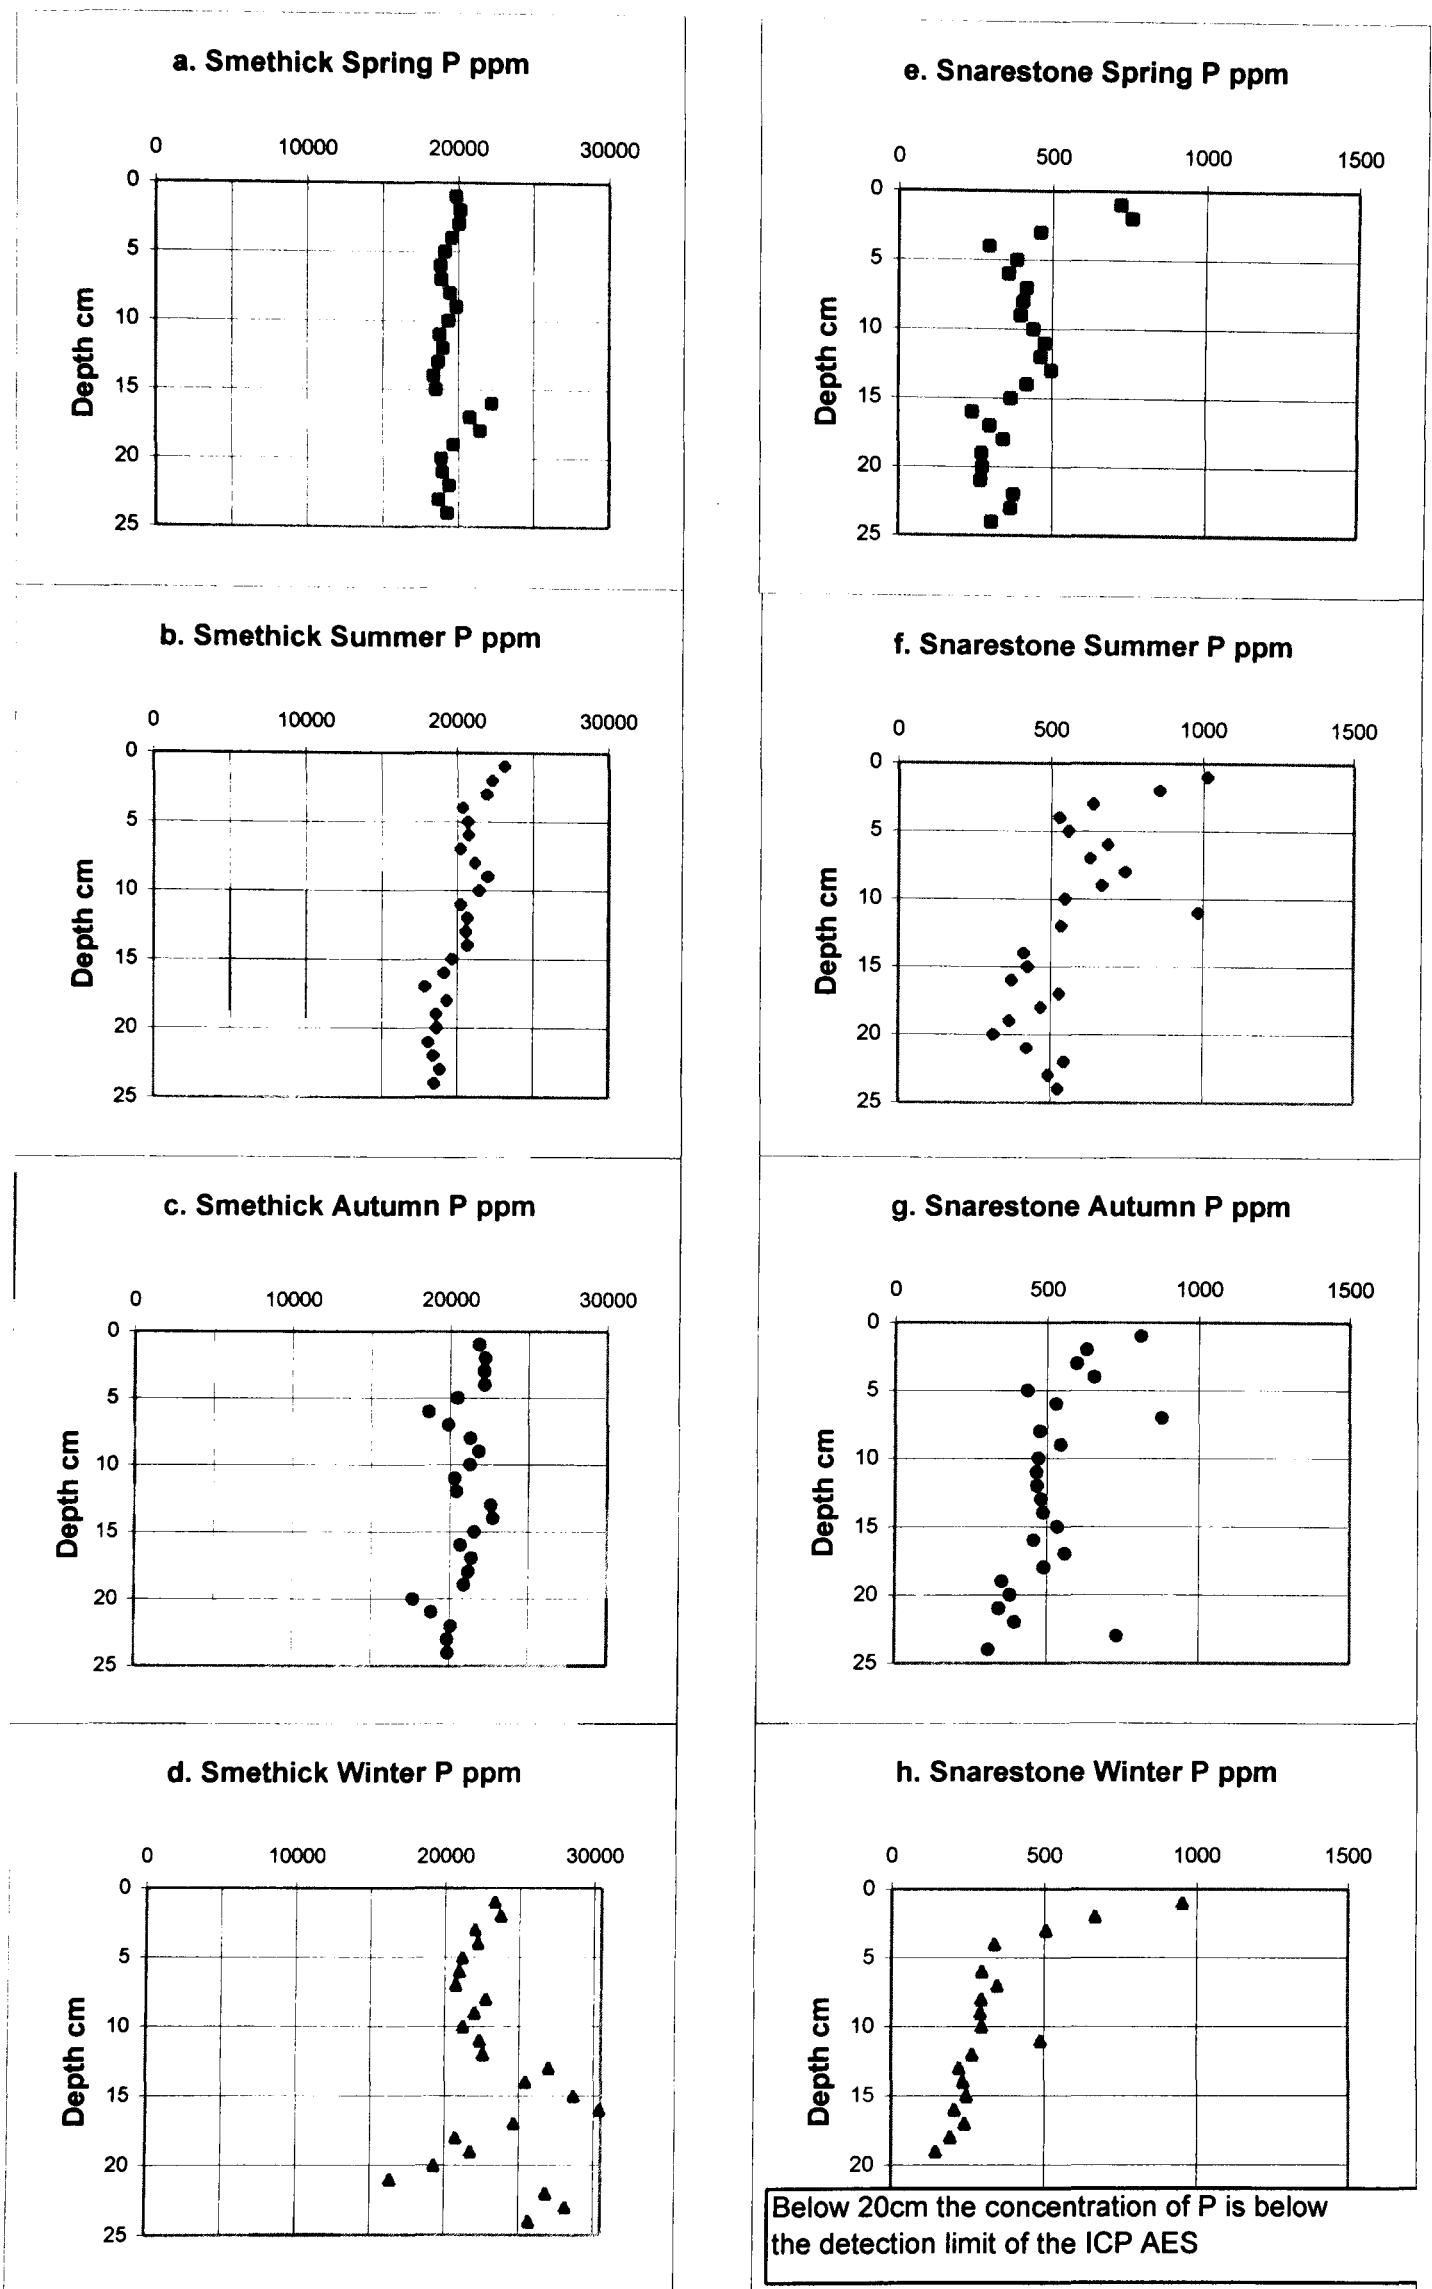 a. Smethick Spring P ppm
0 10000 20000 30000
0
5
10
15
20
25
Depth cm
b. Smethick Summer P ppm
0 10000 20000 30000
0
5
10
15
20
25
Depth cm
c. Smethick Autumn P ppm
0 10000 20000 30000
0
5
10
15
20
25
Depth cm
d. Smethick Winter P ppm
0 10000 20000 30000
0
5
10
15
20
25
Depth cm
e. Snarestone Spring P ppm
0 500 1000 1500
0
5
10
15
20
25
Depth cm
f. Snarestone Summer P ppm
0 500 1000 1500
0
5
10
15
20
25
Depth cm
g. Snarestone Autumn P ppm
0 500 1000 1500
0
5
10
15
20
25
Depth cm
h. Snarestone Winter P ppm
0 500 1000 1500
0
5
10
15
20
Depth cm
Below 20cm the concentration of P is below
the detection limit of the ICP AES